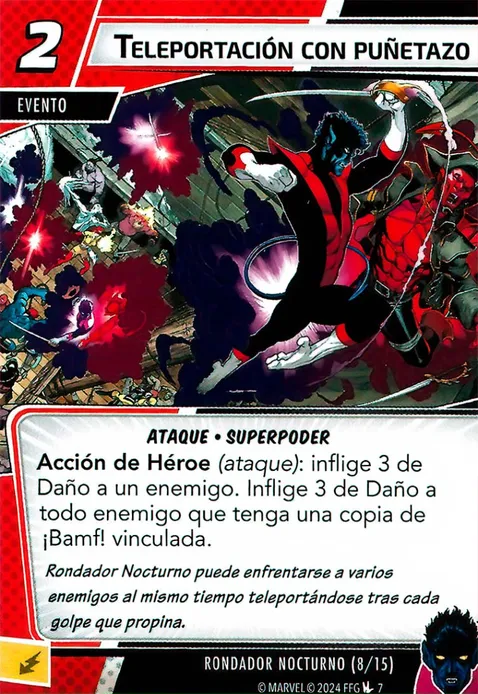 2
TELEPORTACIÓN CON PUÑETAZO
EVENTO
ATAQUE • SUPERPODER
Acción de Héroe (ataque): inflige 3 de
Daño a un enemigo. Inflige 3 de Daño a
todo enemigo que tenga una copia de
¡Bamf! vinculada.
Rondador Nocturno puede enfrentarse a varios
enemigos al mismo tiempo teleportándose tras cada
golpe que propina.
RONDADOR NOCTURNO (8/15)
© MARVEL © 2024 FFG 7